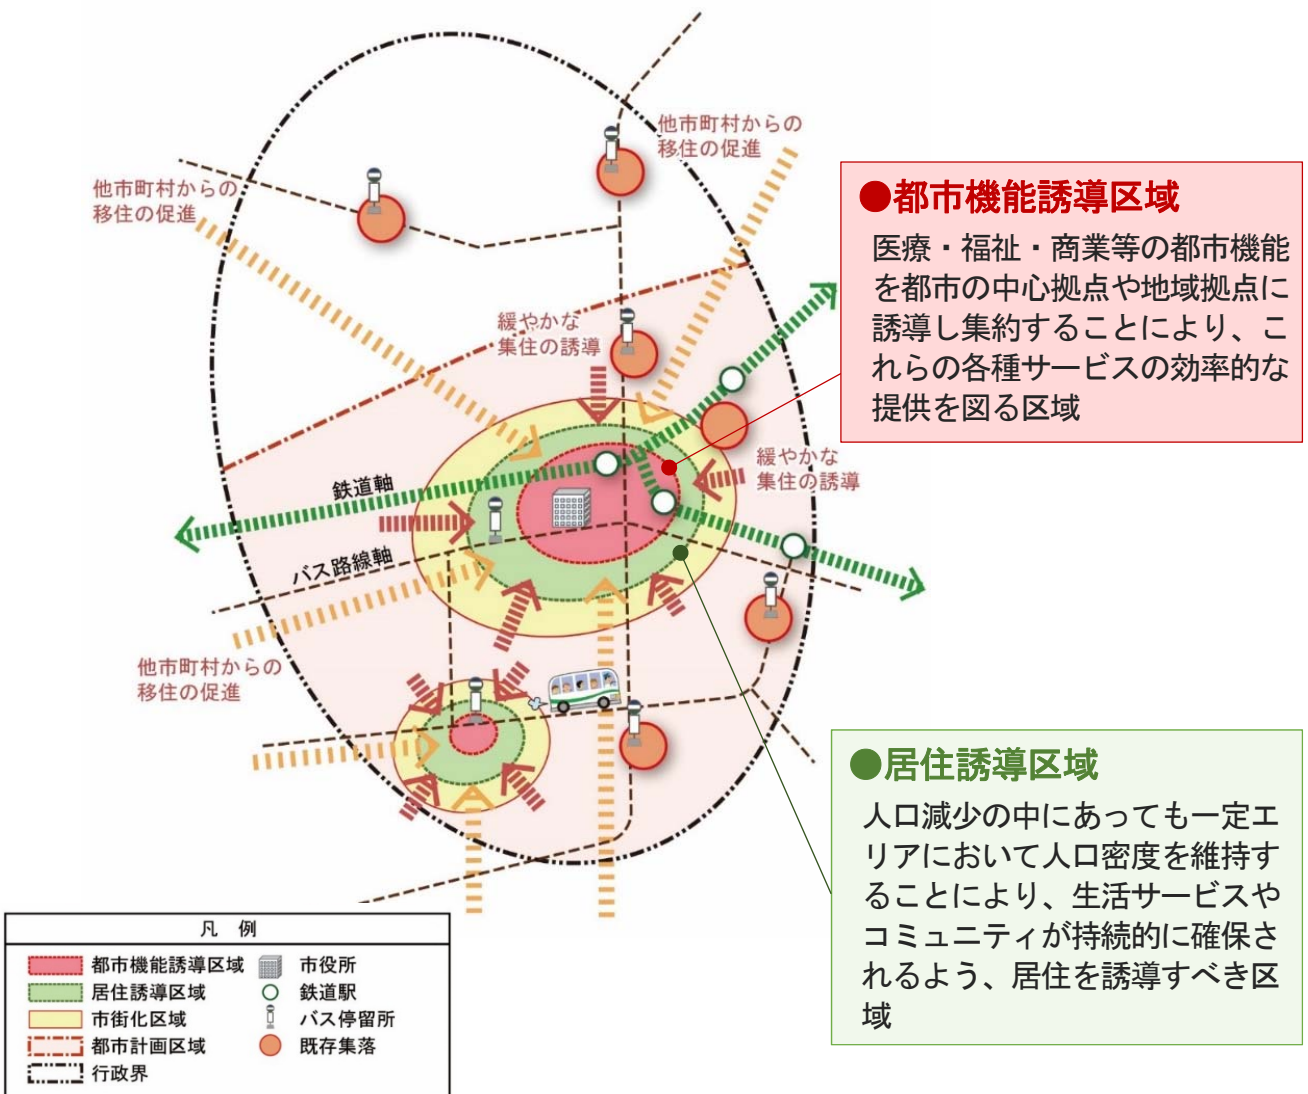 他市町村からの
移住の促進
他市町村からの
移住の促進
緩やかな
集住の誘導
緩やかな
集住の誘導
鉄道軸
バス路線軸
他市町村からの
移住の促進
●都市機能誘導区域
医療・福祉・商業等の都市機能
を都市の中心拠点や地域拠点に
誘導し集約することにより、こ
れらの各種サービスの効率的な
提供を図る区域
●居住誘導区域
人口減少の中にあっても一定エ
リアにおいて人口密度を維持す
ることにより、生活サービスや
コミュニティが持続的に確保さ
れるよう、居住を誘導すべき区
域
凡 例
都市機能誘導区域
居住誘導区域
市街化区域
都市計画区域
行政界
市役所
鉄道駅
バス停留所
既存集落